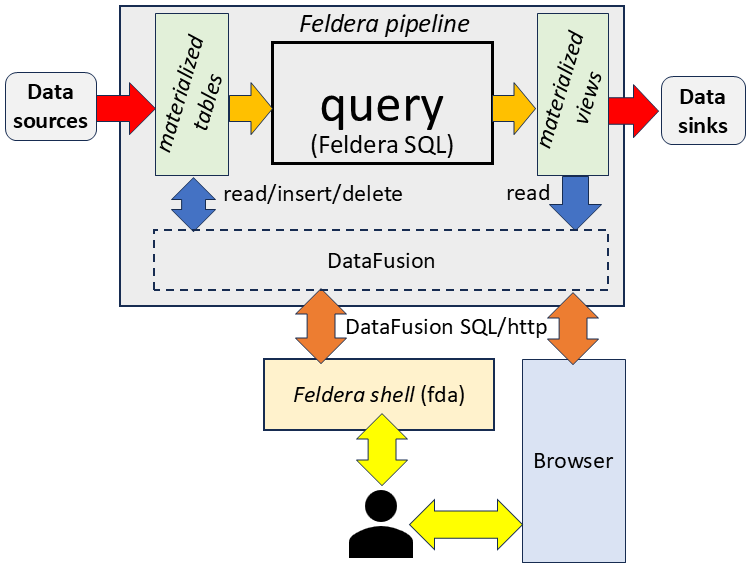 Feldera pipeline
Data
sources
materialized
tables
query
(Feldera SQL)
materialized
views
Data
sinks
read/insert/delete
read
DataFusion
DataFusion SQL/http
Feldera shell (fda)
Browser